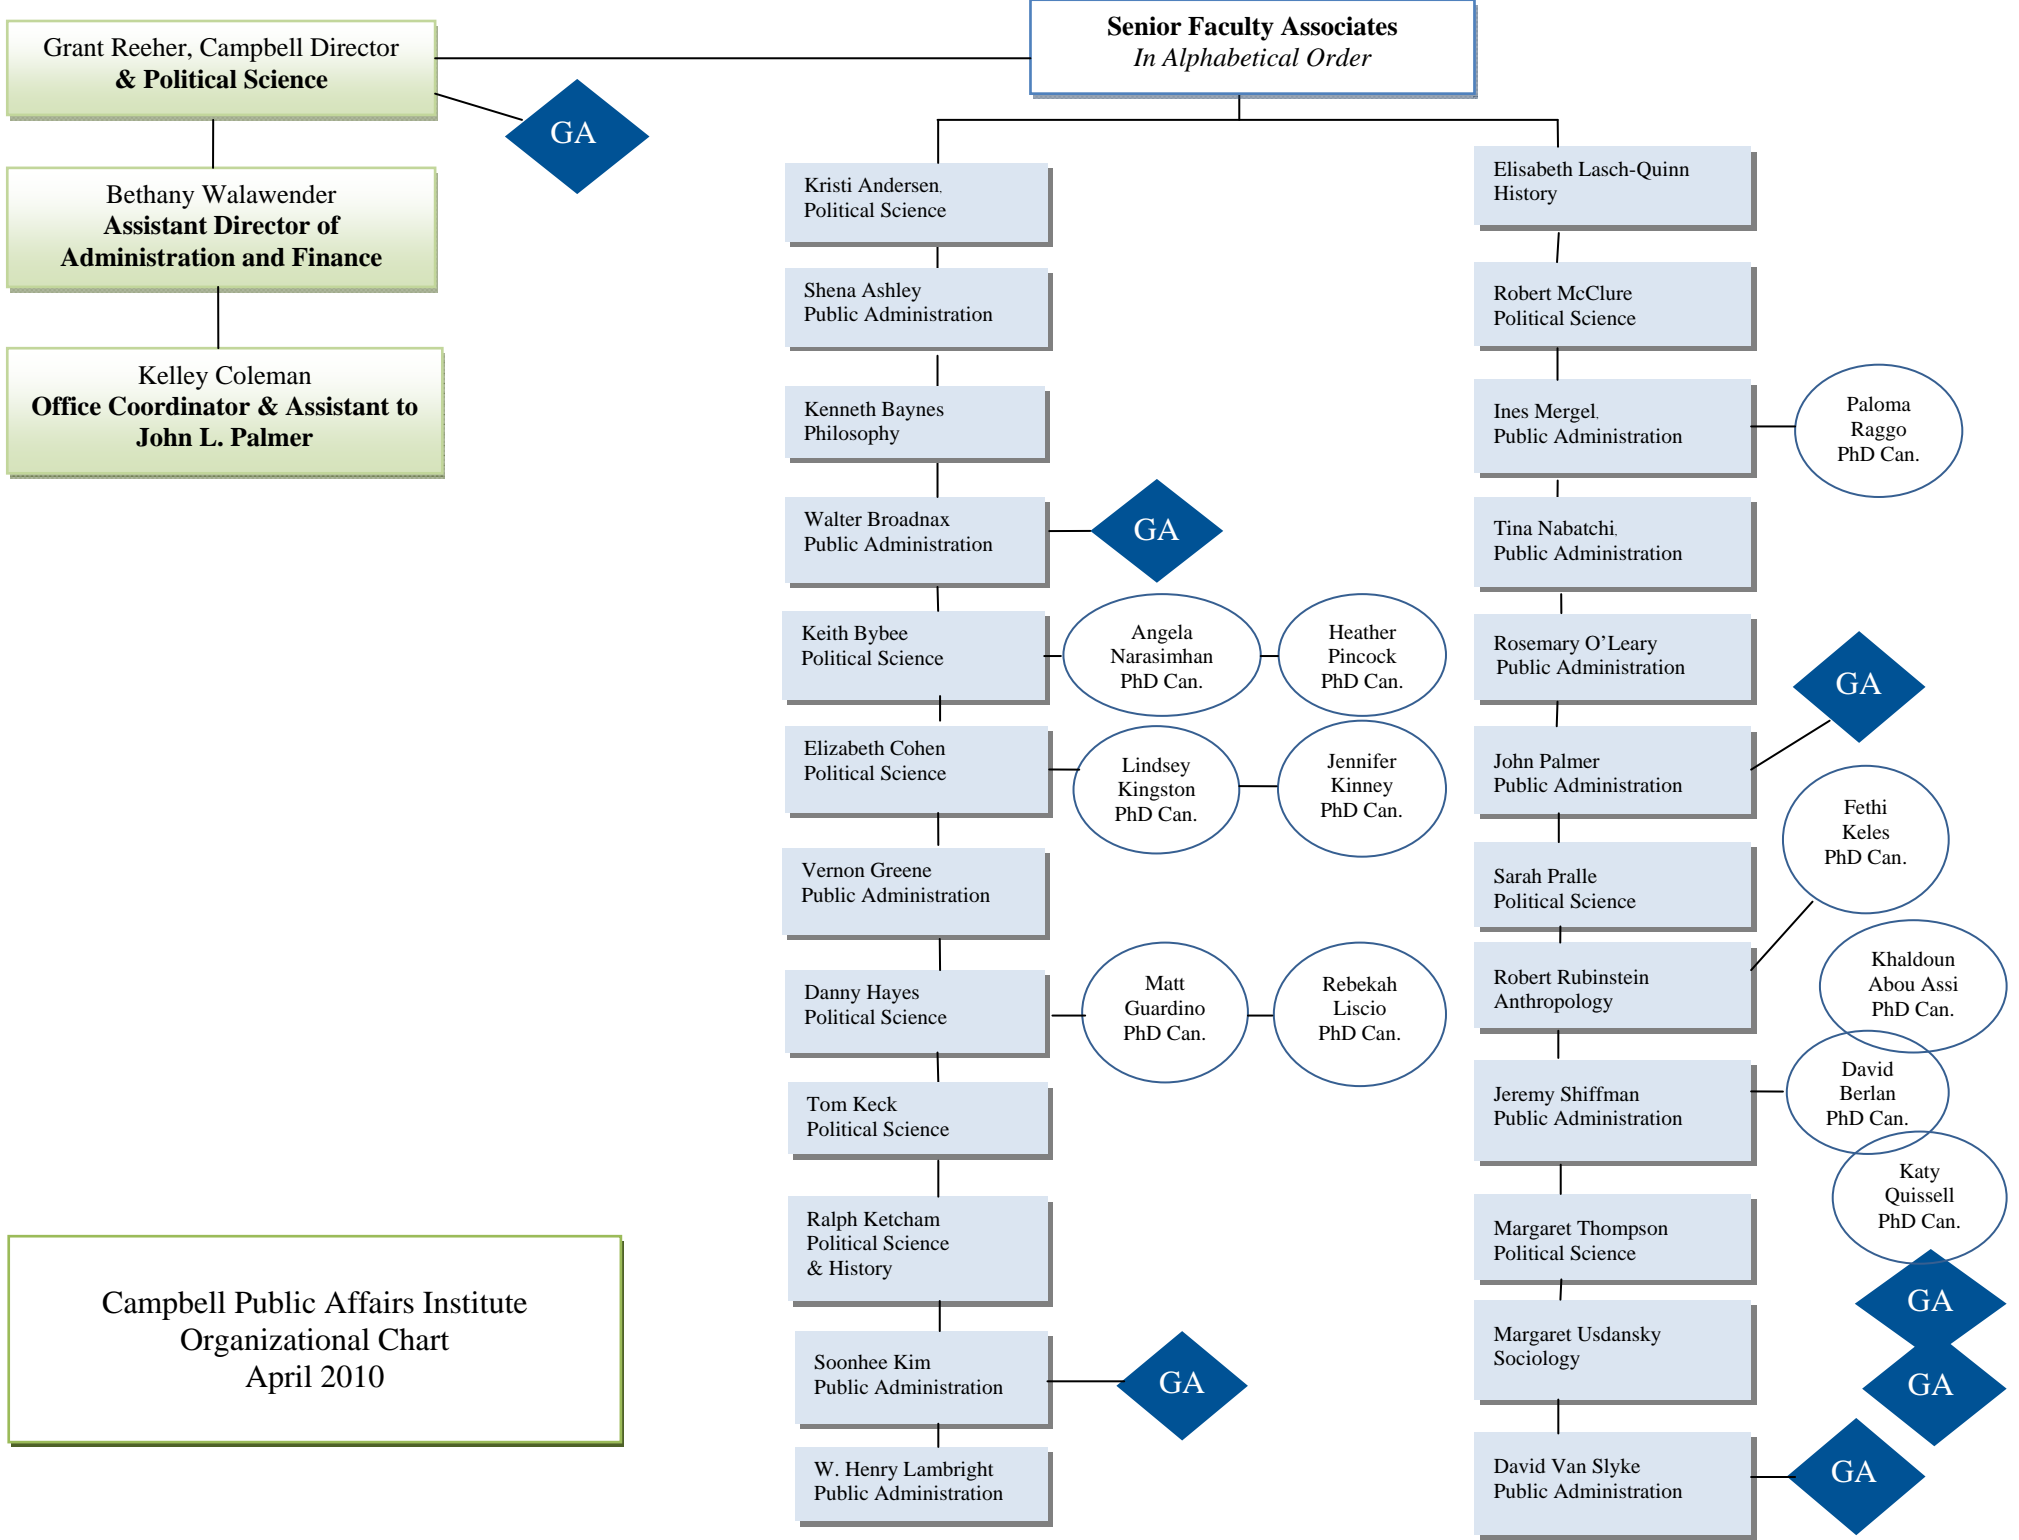 Grant Reeher, Campbell Director
& Political Science
GA
Bethany Walawender
Assistant Director of
Administration and Finance
Kelley Coleman
Office Coordinator & Assistant to
John L. Palmer
Campbell Public Affairs Institute
Organizational Chart
April 2010
Senior Faculty Associates
In Alphabetical Order
Kristi Andersen,
Political Science
Shena Ashley
Public Administration
Kenneth Baynes
Philosophy
Walter Broadnax
Public Administration
GA
Keith Bybee
Political Science
Angela
Narasimhan
PhD Can.
Heather
Pincock
PhD Can.
Elizabeth Cohen
Political Science
Lindsey
Kingston
PhD Can.
Jennifer
Kinney
PhD Can.
Vernon Greene
Public Administration
Danny Hayes
Political Science
Matt
Guardino
PhD Can.
Rebekah
Liscio
PhD Can.
Tom Keck
Political Science
Ralph Ketcham
Political Science
& History
Soonhee Kim
Public Administration
GA
W. Henry Lambright
Public Administration
Elisabeth Lasch-Quinn
History
Robert McClure
Political Science
Ines Mergel,
Public Administration
Paloma
Raggo
PhD Can.
Tina Nabatchi,
Public Administration
Rosemary O’Leary
Public Administration
John Palmer
Public Administration
GA
Sarah Pralle
Political Science
Robert Rubinstein
Anthropology
Fethi
Keles
PhD Can.
Jeremy Shiffman
Public Administration
Khaldoun
Abou Assi
PhD Can.
David
Berlan
PhD Can.
Katy
Quissell
PhD Can.
Margaret Thompson
Political Science
Margaret Usdansky
Sociology
GA
GA
David Van Slyke
Public Administration
GA